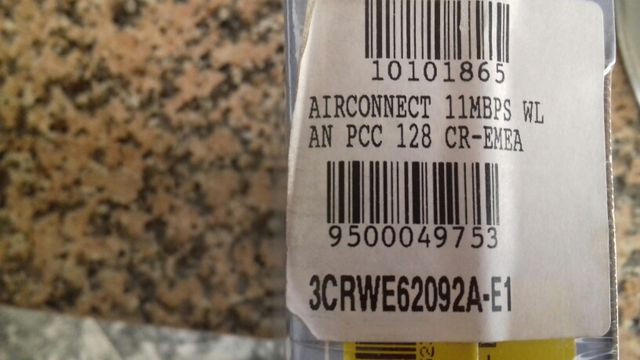 10101865
AIRCONNECT 11MBPS WL
AN PCC 128 CR-EMEA
9500049753
3CRWE62092A-E1